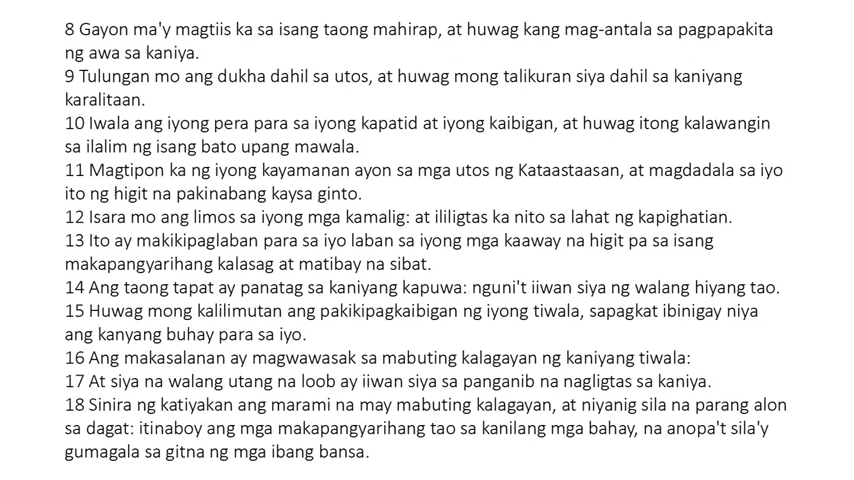 8 Gayon ma'y magtiis ka sa isang taong mahirap, at huwag kang mag-antala sa pagpapakita
ng awa sa kaniya.
9 Tulungan mo ang dukha dahil sa utos, at huwag mong talikuran siya dahil sa kaniyang
karalitaan.
10 Iwala ang iyong pera para sa iyong kapatid at iyong kaibigan, at huwag itong kalawangin
sa ilalim ng isang bato upang mawala.
11 Magtipon ka ng iyong kayamanan ayon sa mga utos ng Kataastaasan, at magdadala sa iyo
ito ng higit na pakinabang kaysa ginto.
12 Isara mo ang limos sa iyong mga kamalig: at ililigtas ka nito sa lahat ng kapighatian.
13 Ito ay makikipaglaban para sa iyo laban sa iyong mga kaaway na higit pa sa isang
makapangyarihang kalasag at matibay na sibat.
14 Ang taong tapat ay panatag sa kaniyang kapuwa: nguni't iiwan siya ng walang hiyang tao.
15 Huwag mong kalilimutan ang pakikipagkaibigan ng iyong tiwala, sapagkat ibinigay niya
ang kanyang buhay para sa iyo.
16 Ang makasalanan ay magwawasak sa mabuting kalagayan ng kaniyang tiwala:
17 At siya na walang utang na loob ay iiwan siya sa panganib na nagligtas sa kaniya.
18 Sinira ng katiyakan ang marami na may mabuting kalagayan, at niyanig sila na parang alon
sa dagat: itinaboy ang mga makapangyarihang tao sa kanilang mga bahay, na anopa't sila'y
gumagala sa gitna ng mga ibang bansa.